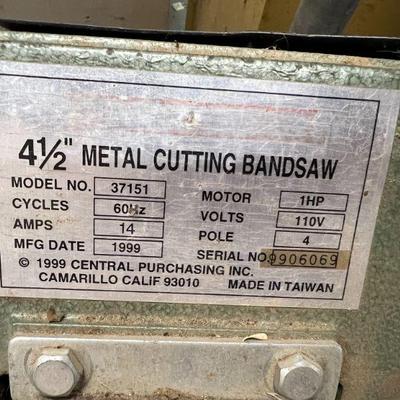 4½" METAL CUTTING BANDSAW
MODEL NO. 37151 MOTOR 1HP
CYCLES 60Hz VOLTS 110V
AMPS 14 POLE 4
MFG DATE 1999 SERIAL NO. 9906069
© 1999 CENTRAL PURCHASING INC.
CAMARILLO CALIF 93010 MADE IN TAIWAN